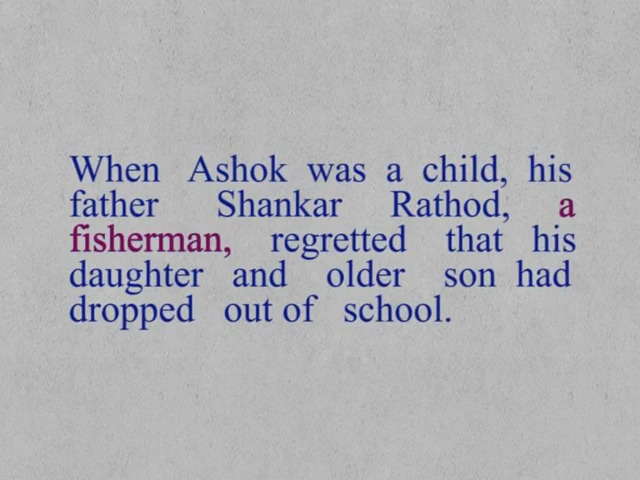 When Ashok was a child, his
father Shankar Rathod, a
fisherman, regretted that his
daughter and older son had
dropped out of school.